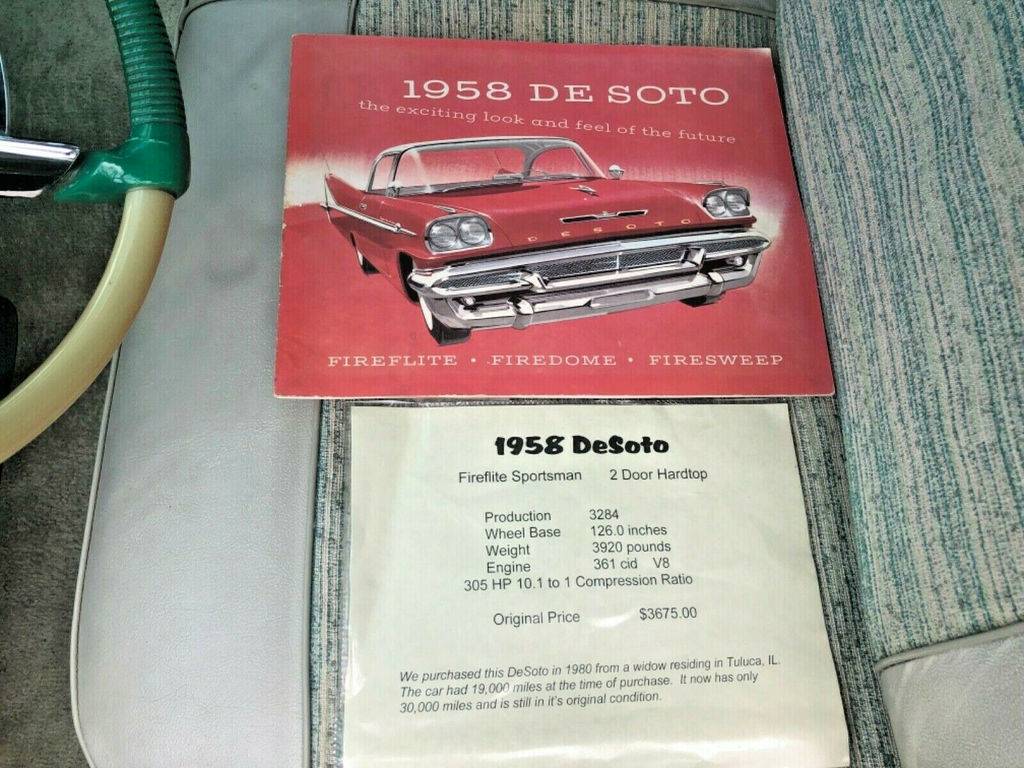 1958 DE SOTO
the exciting look and feel of the future
DESOTO
FIREFLITE • FIREDOME • FIRESWEEP
1958 DeSoto
Fireflite Sportsman 2 Door Hardtop
Production 3284
Wheel Base 126.0 inches
Weight 3920 pounds
Engine 361 cid V8
305 HP 10.1 to 1 Compression Ratio
Original Price $3675.00
We purchased this DeSoto in 1980 from a widow residing in Tuluca, IL.
The car had 19,000 miles at the time of purchase. It now has only
30,000 miles and is still in it's original condition.